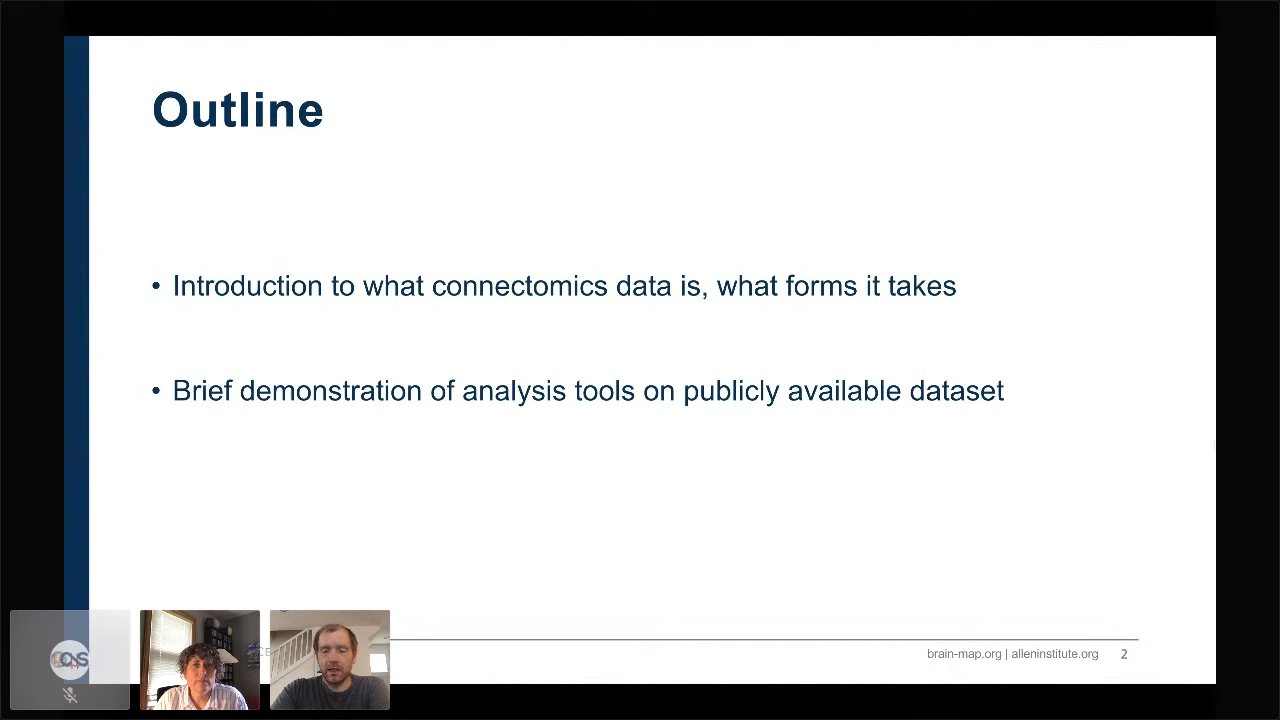 Outline
• Introduction to what connectomics data is, what forms it takes
• Brief demonstration of analysis tools on publicly available dataset
brain-map.org | alleninstitute.org 2